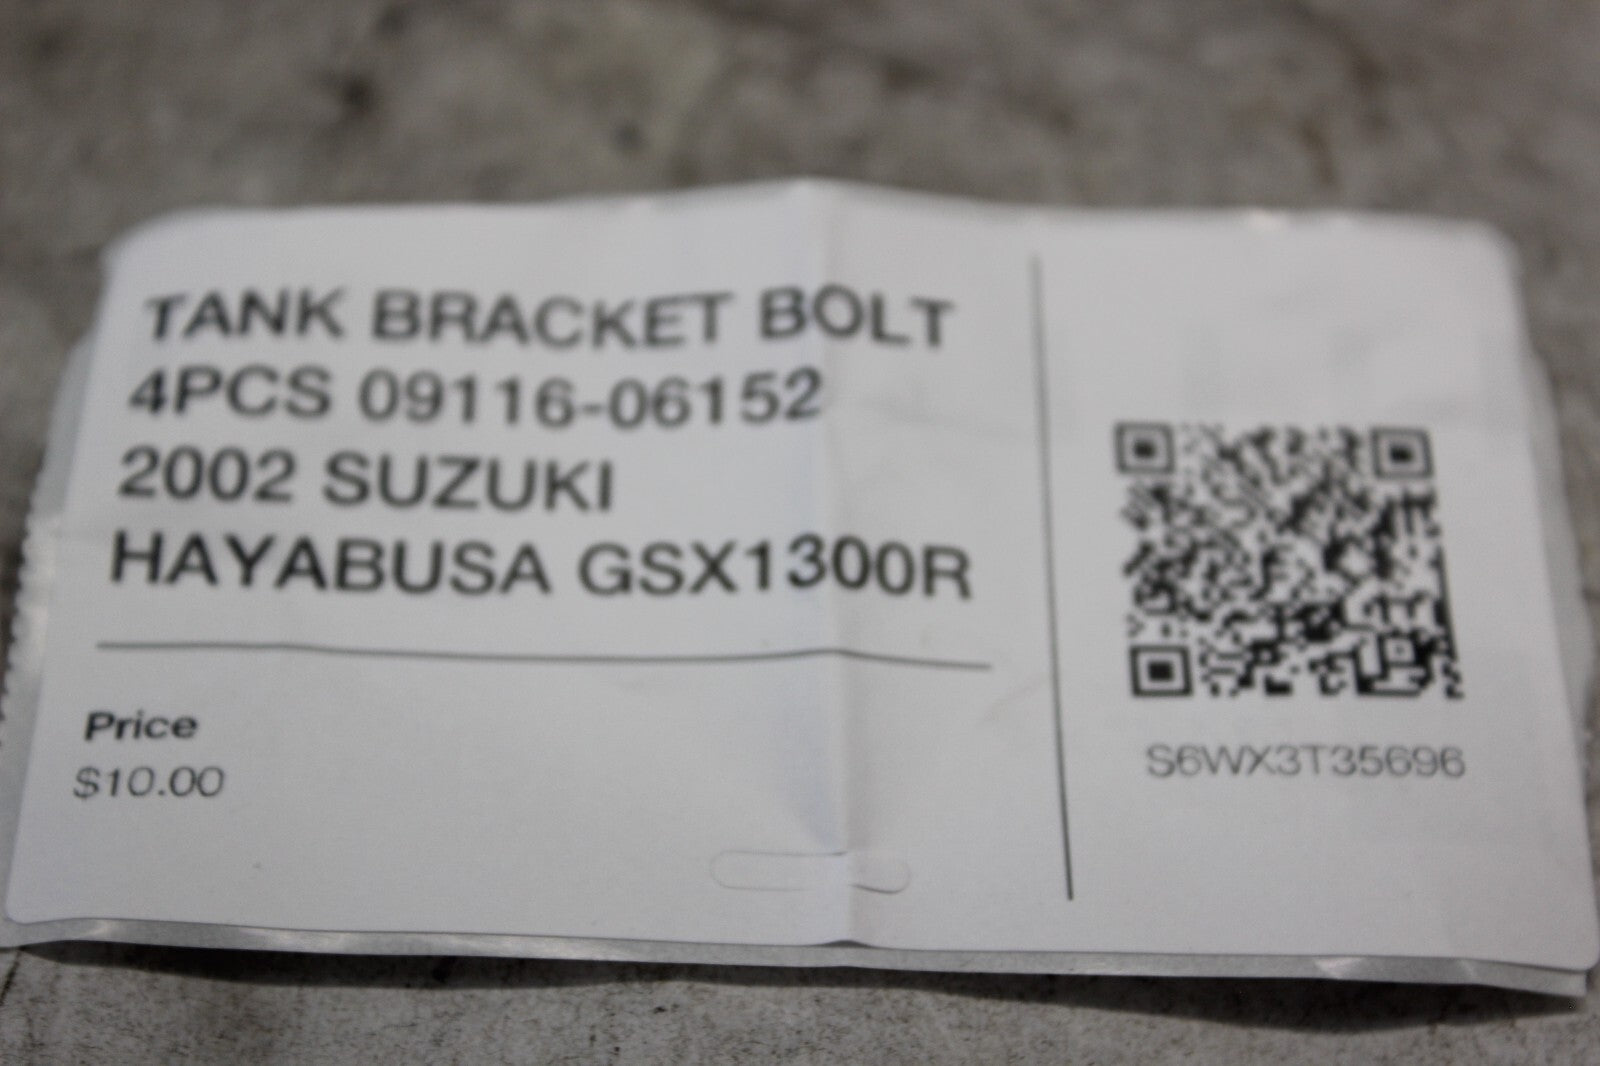 TANK BRACKET BOLT
4PCS 09116-06152
2002 SUZUKI
HAYABUSA GSX1300R
Price
$10.00
S6WX3T35696